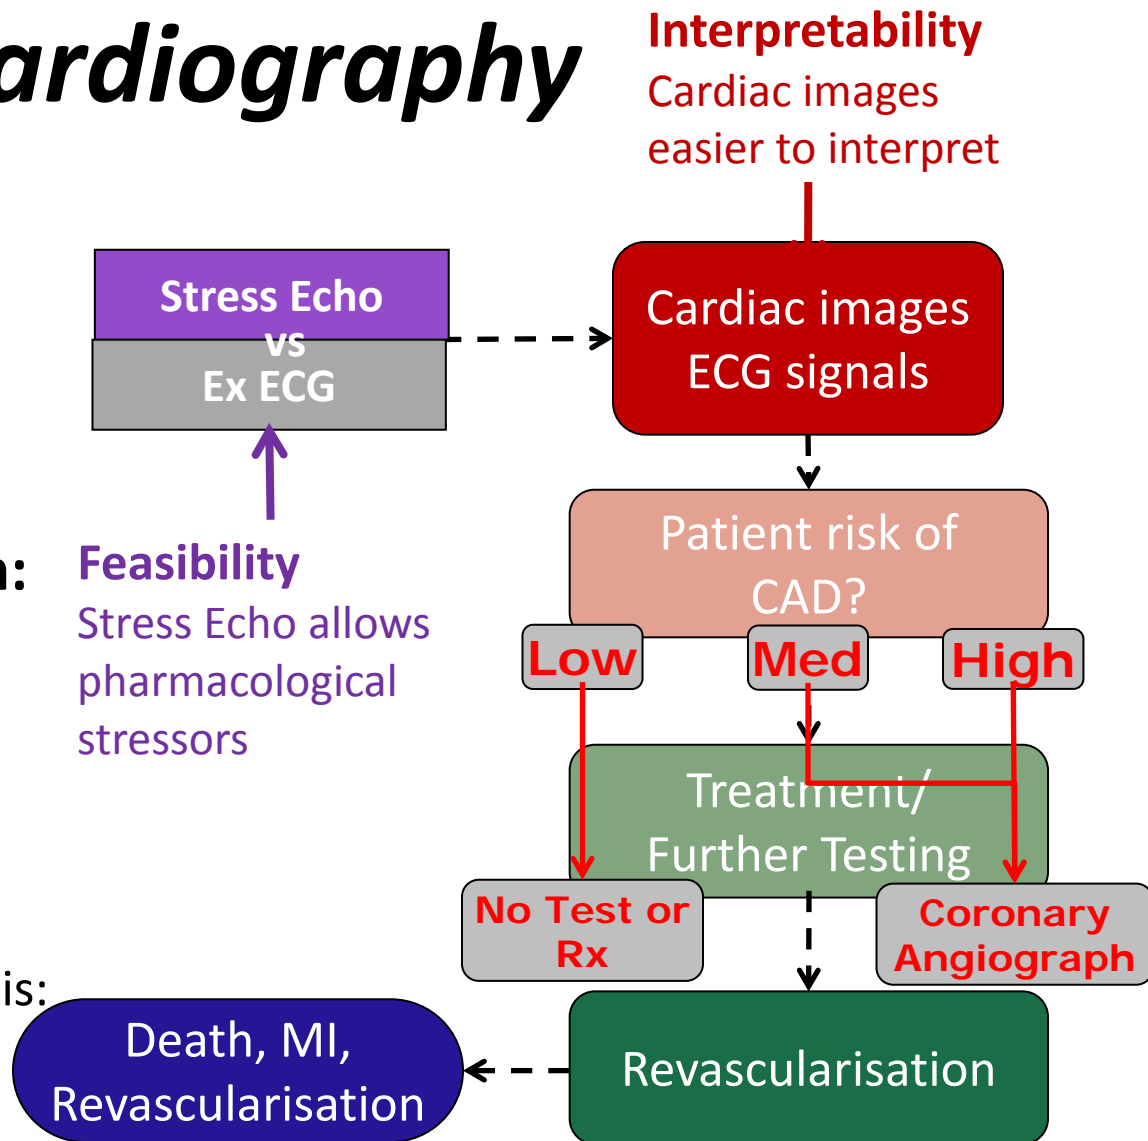 ardiography
Interpretability
Cardiac images
easier to interpret
Stress Echo
vs
Ex ECG
Cardiac images
ECG signals
Feasibility
Stress Echo allows
pharmacological
stressors
Patient risk of
CAD?
Low
Med
High
Treatment/
Further Testing
No Test or
Rx
Coronary
Angiograph
is:
Death, MI,
Revascularisation
Revascularisation